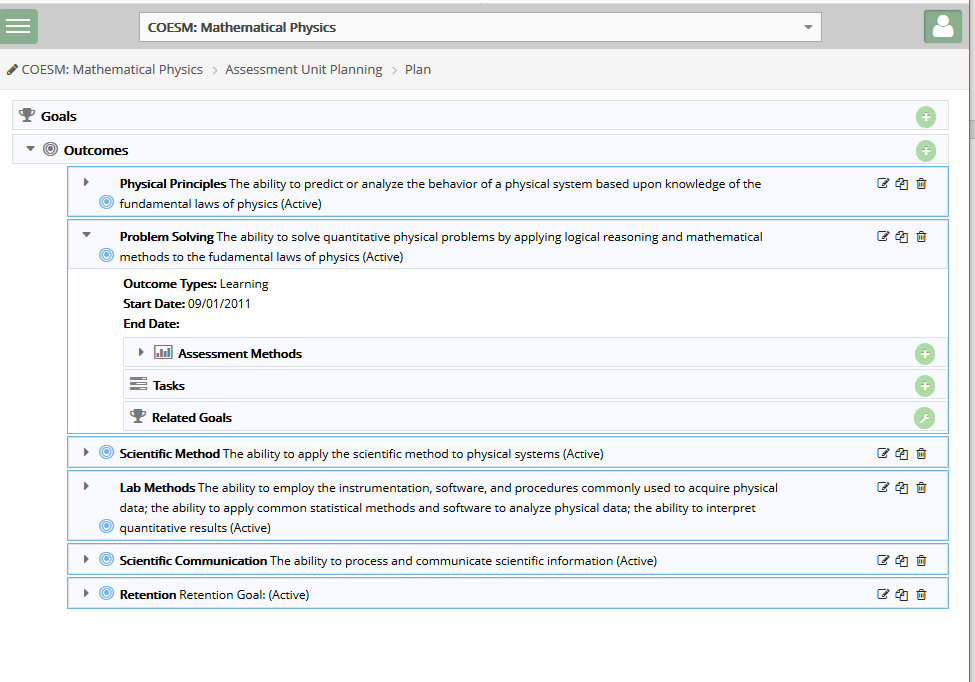 COESM: Mathematical Physics
COESM: Mathematical Physics > Assessment Unit Planning > Plan
Goals
Outcomes
Physical Principles The ability to predict or analyze the behavior of a physical system based upon knowledge of the
fundamental laws of physics (Active)
Problem Solving The ability to solve quantitative physical problems by applying logical reasoning and mathematical
methods to the fudamental laws of physics (Active)
Outcome Types: Learning
Start Date: 09/01/2011
End Date:
Assessment Methods
Tasks
Related Goals
Scientific Method The ability to apply the scientific method to physical systems (Active)
Lab Methods The ability to employ the instrumentation, software, and procedures commonly used to acquire physical
data; the ability to apply common statistical methods and software to analyze physical data; the ability to interpret
quantitative results (Active)
Scientific Communication The ability to process and communicate scientific information (Active)
Retention Retention Goal: (Active)